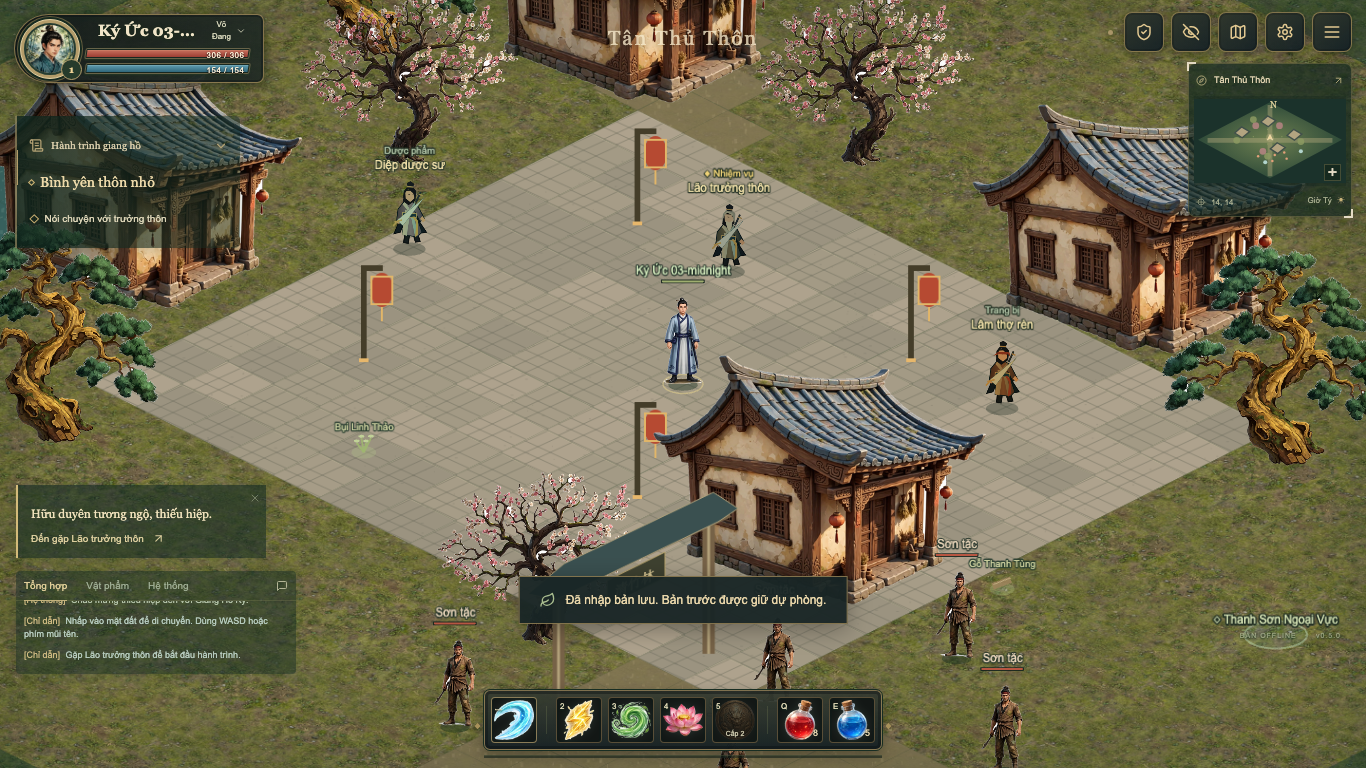 Ký Ức 03-...
Võ Đang
306 / 306
154 / 154
1
Tân Thủ Thôn
Tân Thủ Thôn
N
14, 14
Giờ Tý
Hành trình giang hồ
Bình yên thôn nhỏ
Nói chuyện với trưởng thôn
Dược phẩm
Diệp dược sư
Nhiệm vụ
Lão trưởng thôn
Ký Ức 03-midnight
Trang bị
Lâm thợ rèn
Bụi Linh Thảo
Hữu duyên tương ngộ, thiếu hiệp.
Đến gặp Lão trưởng thôn
Tổng hợp
Vật phẩm
Hệ thống
[Chỉ dẫn] Nhấp vào mặt đất để di chuyển. Dùng WASD hoặc
phím mũi tên.
[Chỉ dẫn] Gặp Lão trưởng thôn để bắt đầu hành trình.
Sơn tặc
Gỗ Thanh Tùng
Đã nhập bản lưu. Bản trước được giữ dự phòng.
Sơn tặc
Thanh Sơn Ngoại Vực
BẢN OFFLINE v0.5.0
Sơn tặc
2
3
4
5
Cấp 2
Q
8
E
5